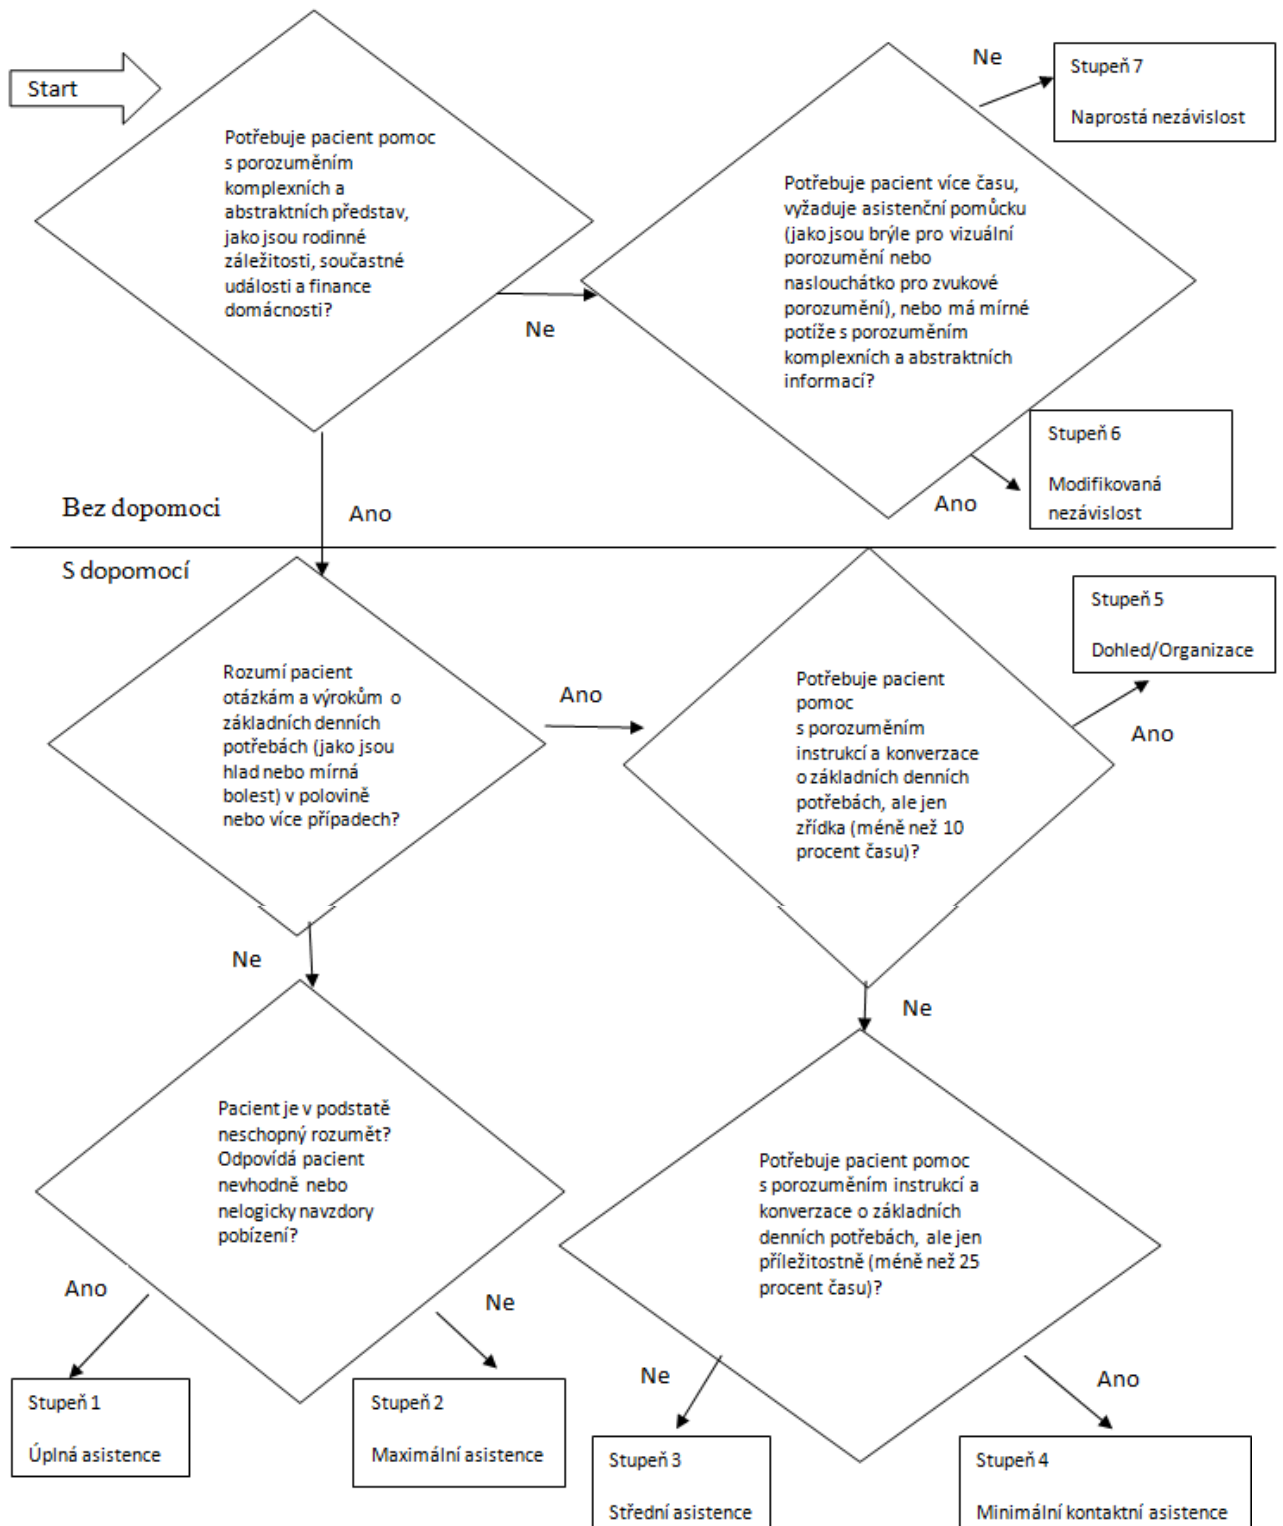 Start
Potřebuje pacient pomoc
s porozuměním
komplexních a
abstraktních představ,
jako jsou rodinné
záležitosti, součastné
události a finance
domácnosti?
Ne
Potřebuje pacient více času,
vyžaduje asistenční pomůcku
(jako jsou brýle pro vizuální
porozumění nebo
naslouchátko pro zvukové
porozumění), nebo má mírné
potíže s porozuměním
komplexních a abstraktních
informací?
Ne
Stupeň 7
Naprostá nezávislost
Ano
Stupeň 6
Modifikovaná
nezávislost
Bez dopomoci
Ano
S dopomocí
Rozumí pacient
otázkám a výrokům o
základních denních
potřebách (jako jsou
hlad nebo mírná
bolest) v polovině
nebo více případech?
Ano
Potřebuje pacient
pomoc
s porozuměním
instrukcí a konverzace
o základních denních
potřebách, ale jen
zřídka (méně než 10
procent času)?
Stupeň 5
Dohled/Organizace
Ano
Ne
Ne
Pacient je v podstatě
neschopný rozumět?
Odpovídá pacient
nevhodně nebo
nelogicky navzdory
pobízení?
Potřebuje pacient pomoc
s porozuměním instrukcí a
konverzace o základních
denních potřebách, ale jen
příležitostně (méně než 25
procent času)?
Ano
Ne
Ne
Ano
Stupeň 1
Úplná asistence
Stupeň 2
Maximální asistence
Stupeň 3
Střední asistence
Stupeň 4
Minimální kontaktní asistence